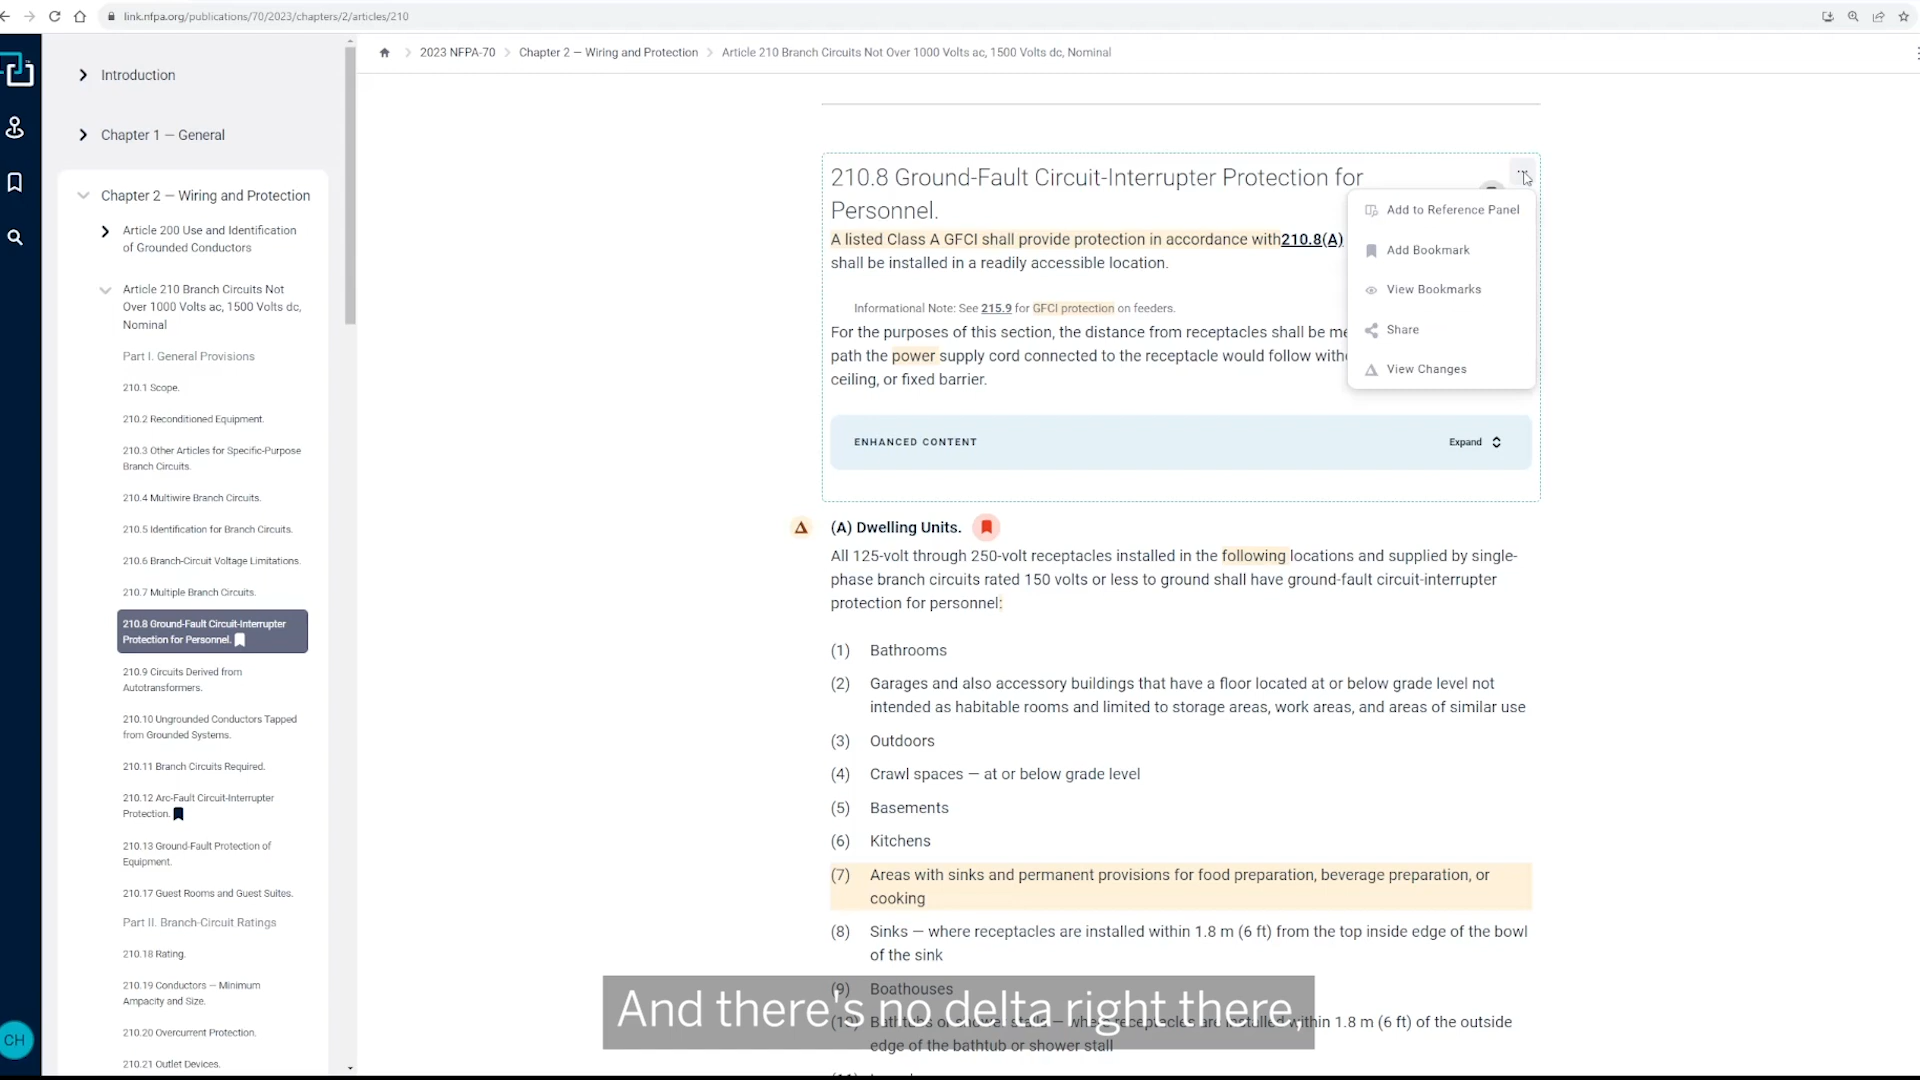 link.nfpa.org/publications/70/2023/chapters/2/articles/210
2023 NFPA-70
Chapter 2 — Wiring and Protection
Article 210 Branch Circuits Not Over 1000 Volts ac, 1500 Volts dc, Nominal
Introduction
Chapter 1 — General
Chapter 2 — Wiring and Protection
Article 200 Use and Identification
of Grounded Conductors
Article 210 Branch Circuits Not
Over 1000 Volts ac, 1500 Volts dc,
Nominal
Part I. General Provisions
210.1 Scope.
210.2 Reconditioned Equipment.
210.3 Other Articles for Specific-Purpose
Branch Circuits.
210.4 Multiwire Branch Circuits.
210.5 Identification for Branch Circuits.
210.6 Branch-Circuit Voltage Limitations.
210.7 Multiple Branch Circuits.
210.8 Ground-Fault Circuit-Interrupter
Protection for Personnel.
210.9 Circuits Derived from
Autotransformers.
210.10 Ungrounded Conductors Tapped
from Grounded Systems.
210.11 Branch Circuits Required.
210.12 Arc-Fault Circuit-Interrupter
Protection.
210.13 Ground-Fault Protection of
Equipment.
210.17 Guest Rooms and Guest Suites.
Part II. Branch-Circuit Ratings
210.18 Rating.
210.19 Conductors — Minimum
Ampacity and Size.
210.20 Overcurrent Protection.
210.21 Outlet Devices.
CH
210.8 Ground-Fault Circuit-Interrupter Protection for
Personnel.
A listed Class A GFCI shall provide protection in accordance with 210.8(A)
shall be installed in a readily accessible location.
Informational Note: See 215.9 for GFCI protection on feeders.
For the purposes of this section, the distance from receptacles shall be
path the power supply cord connected to the receptacle would follow
ceiling, or fixed barrier.
Add to Reference Panel
Add Bookmark
View Bookmarks
Share
View Changes
ENHANCED CONTENT
Expand
(A) Dwelling Units.
All 125-volt through 250-volt receptacles installed in the following locations and supplied by single-
phase branch circuits rated 150 volts or less to ground shall have ground-fault circuit-interrupter
protection for personnel:
(1) Bathrooms
(2) Garages and also accessory buildings that have a floor located at or below grade level not
intended as habitable rooms and limited to storage areas, work areas, and areas of similar use
(3) Outdoors
(4) Crawl spaces — at or below grade level
(5) Basements
(6) Kitchens
(7) Areas with sinks and permanent provisions for food preparation, beverage preparation, or
cooking
(8) Sinks — where receptacles are installed within 1.8 m (6 ft) from the top inside edge of the bowl
of the sink
(9) Boathouses
(10) Bathtubs or shower stalls — where receptacles are installed within 1.8 m (6 ft) of the outside
edge of the bathtub or shower stall
And there's no delta right there,